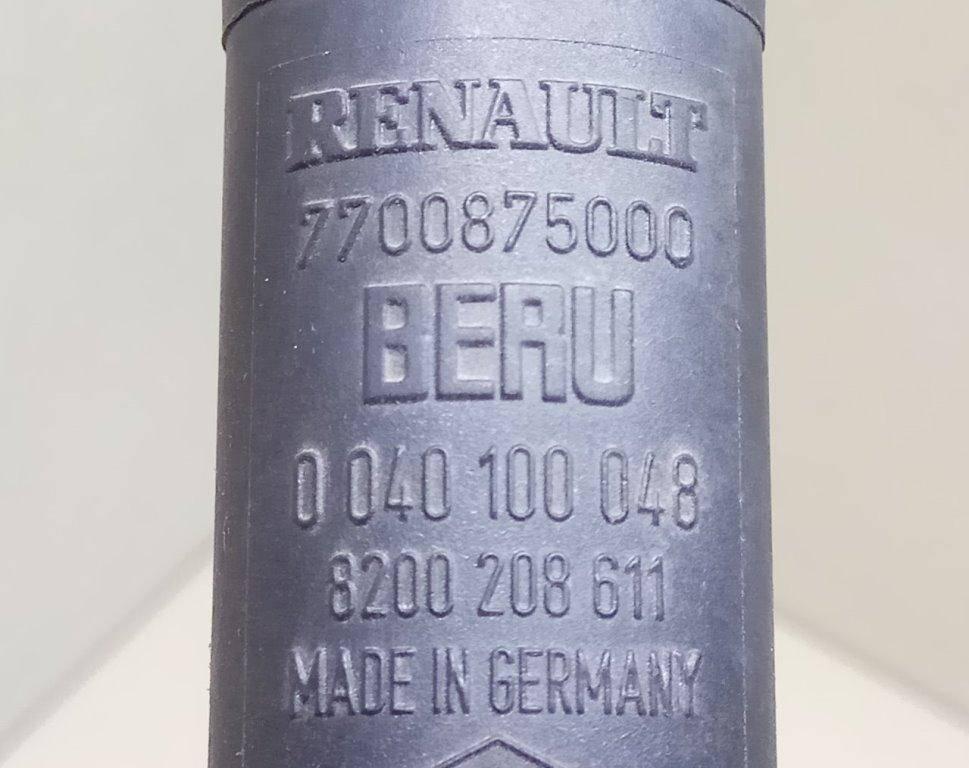 RENAULT
7700875000
BERU
0 040 100 048
8200 208 611
MADE IN GERMANY